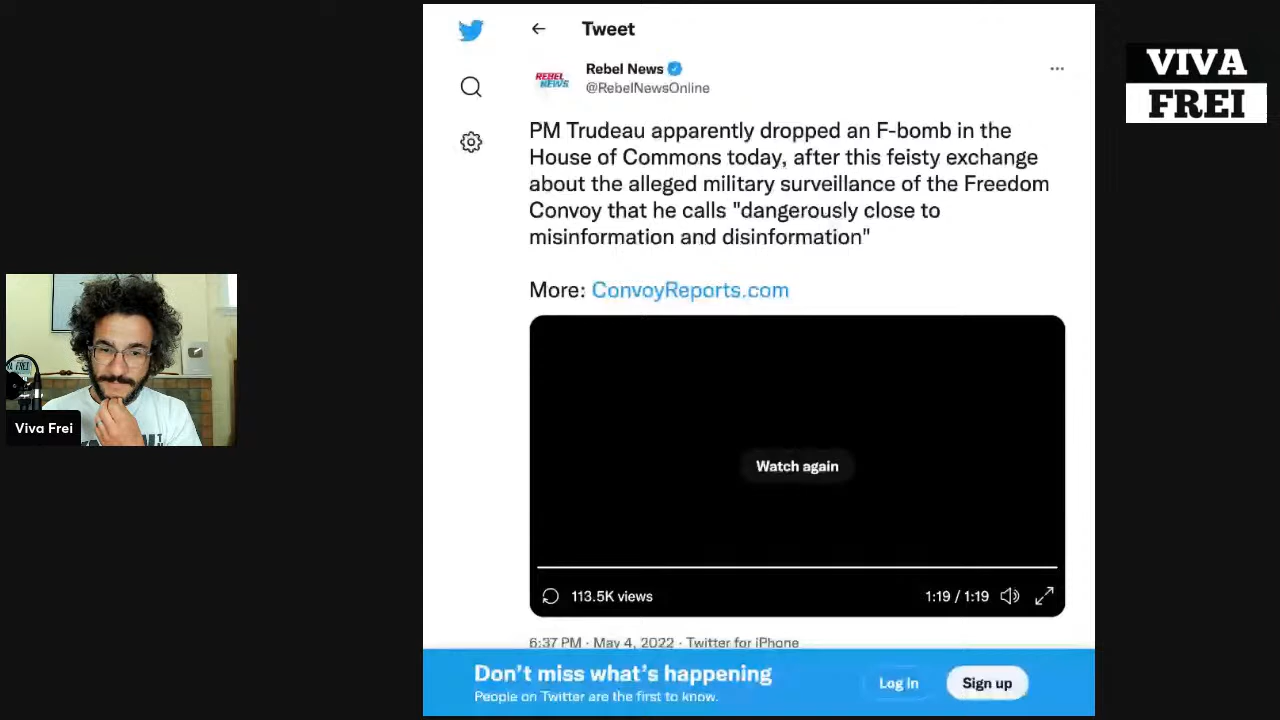 Tweet
Rebel News
@RebelNewsOnline
PM Trudeau apparently dropped an F-bomb in the
House of Commons today, after this feisty exchange
about the alleged military surveillance of the Freedom
Convoy that he calls "dangerously close to
misinformation and disinformation"
More: ConvoyReports.com
Watch again
113.5K views
1:19 / 1:19
6:37 PM · May 4, 2022 · Twitter for iPhone
Don't miss what's happening
People on Twitter are the first to know.
Log in
Sign up
VIVA
FREI
Viva Frei
REBEL
NEWS